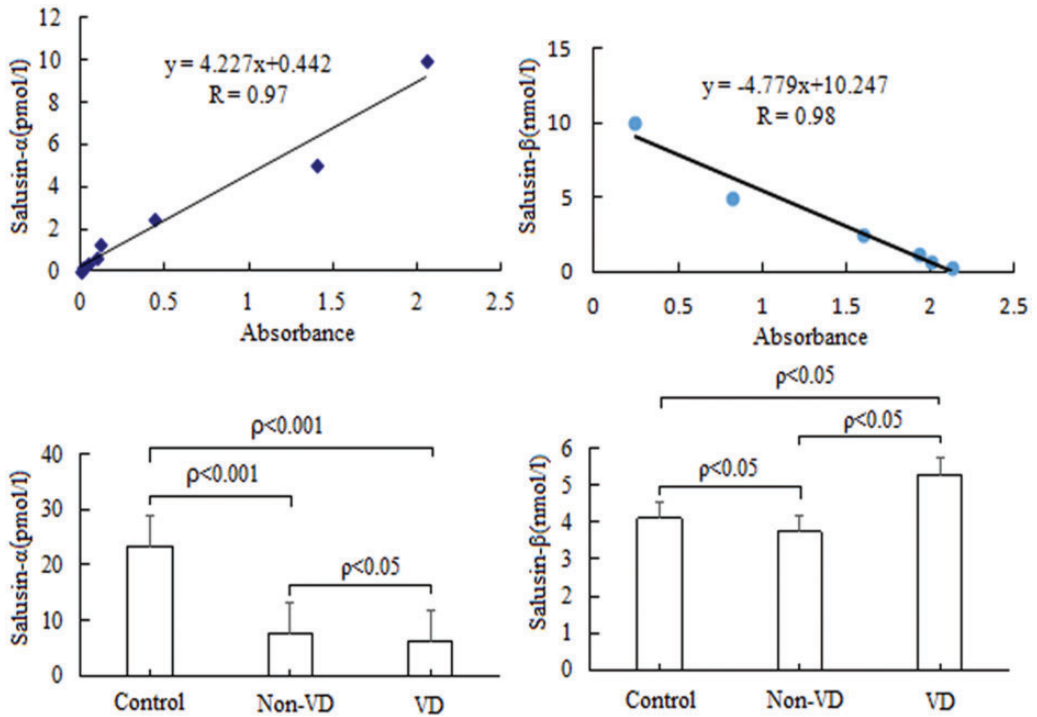 Salusin-α(pmol/l)
12
10
8
6
4
2
0
y = 4.227x+0.442
R = 0.97
0 0.5 1 1.5 2 2.5
Absorbance
Salusin-β(nmol/l)
15
10
5
0
y = -4.779x+10.247
R = 0.98
0 0.5 1 1.5 2 2.5
Absorbance
Salusin-α(pmol/l)
40
30
20
10
0
ρ<0.001
ρ<0.001
ρ<0.05
Control Non-VD VD
Salusin-β(nmol/l)
6
5
4
3
2
1
0
ρ<0.05
ρ<0.05
ρ<0.05
Control Non-VD VD